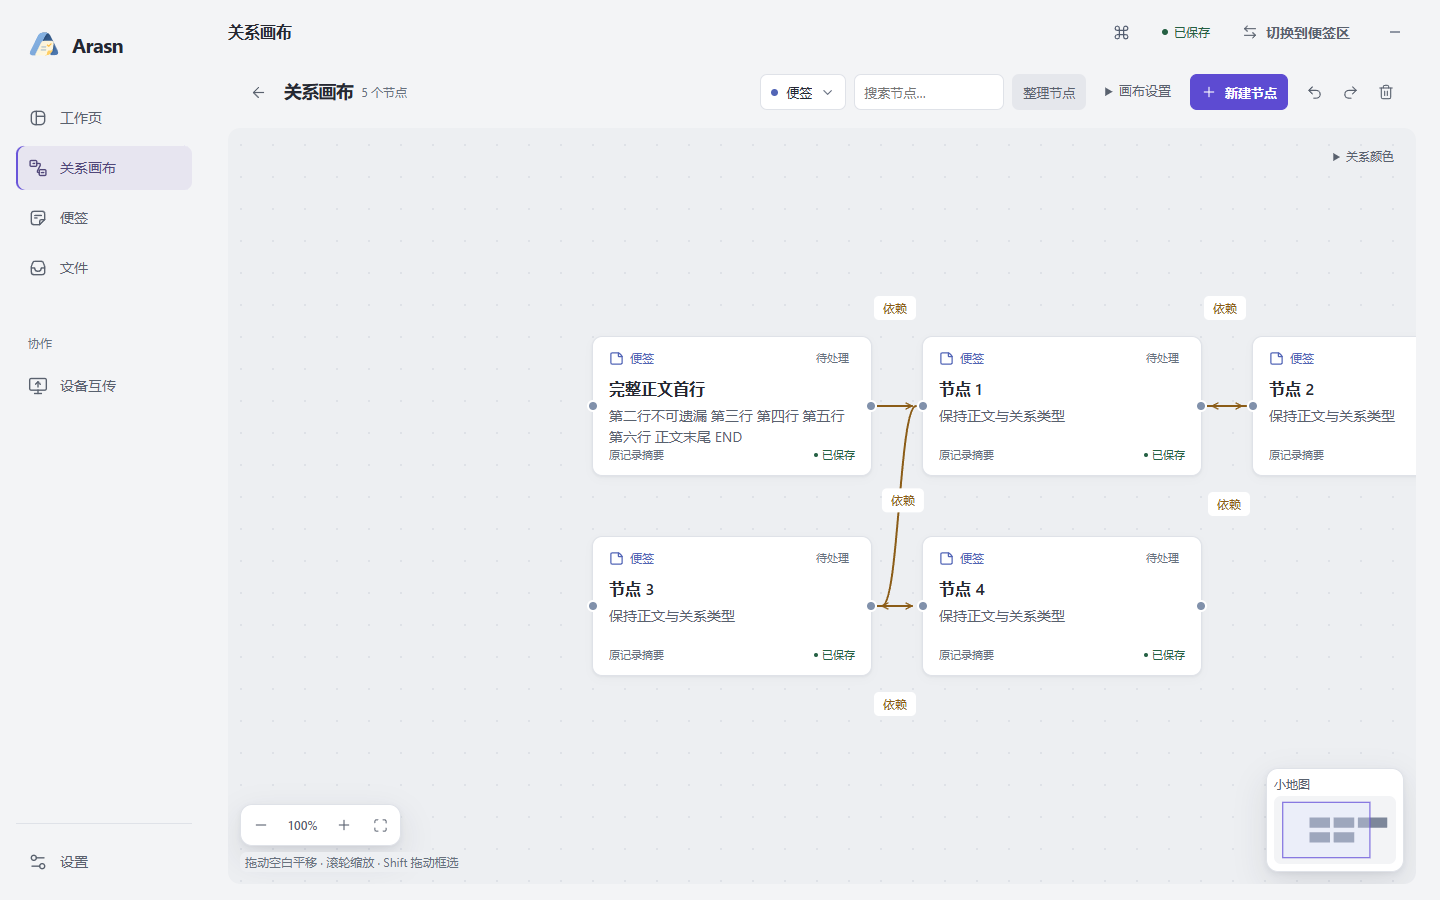 Arasn
工作页
关系画布
便签
文件
协作
设备互传
设置
关系画布
已保存
切换到便签区
关系画布
5 个节点
便签
搜索节点...
整理节点
画布设置
新建节点
关系颜色
依赖
依赖
便签
待处理
完整正文首行
第二行不可遗漏 第三行 第四行 第五行
第六行 正文末尾 END
原记录摘要
已保存
便签
待处理
节点 1
保持正文与关系类型
原记录摘要
已保存
便签
节点 2
保持正文与关系类型
原记录摘要
依赖
依赖
便签
待处理
节点 3
保持正文与关系类型
原记录摘要
已保存
便签
待处理
节点 4
保持正文与关系类型
原记录摘要
已保存
依赖
小地图
100%
拖动空白平移 · 滚轮缩放 · Shift 拖动框选